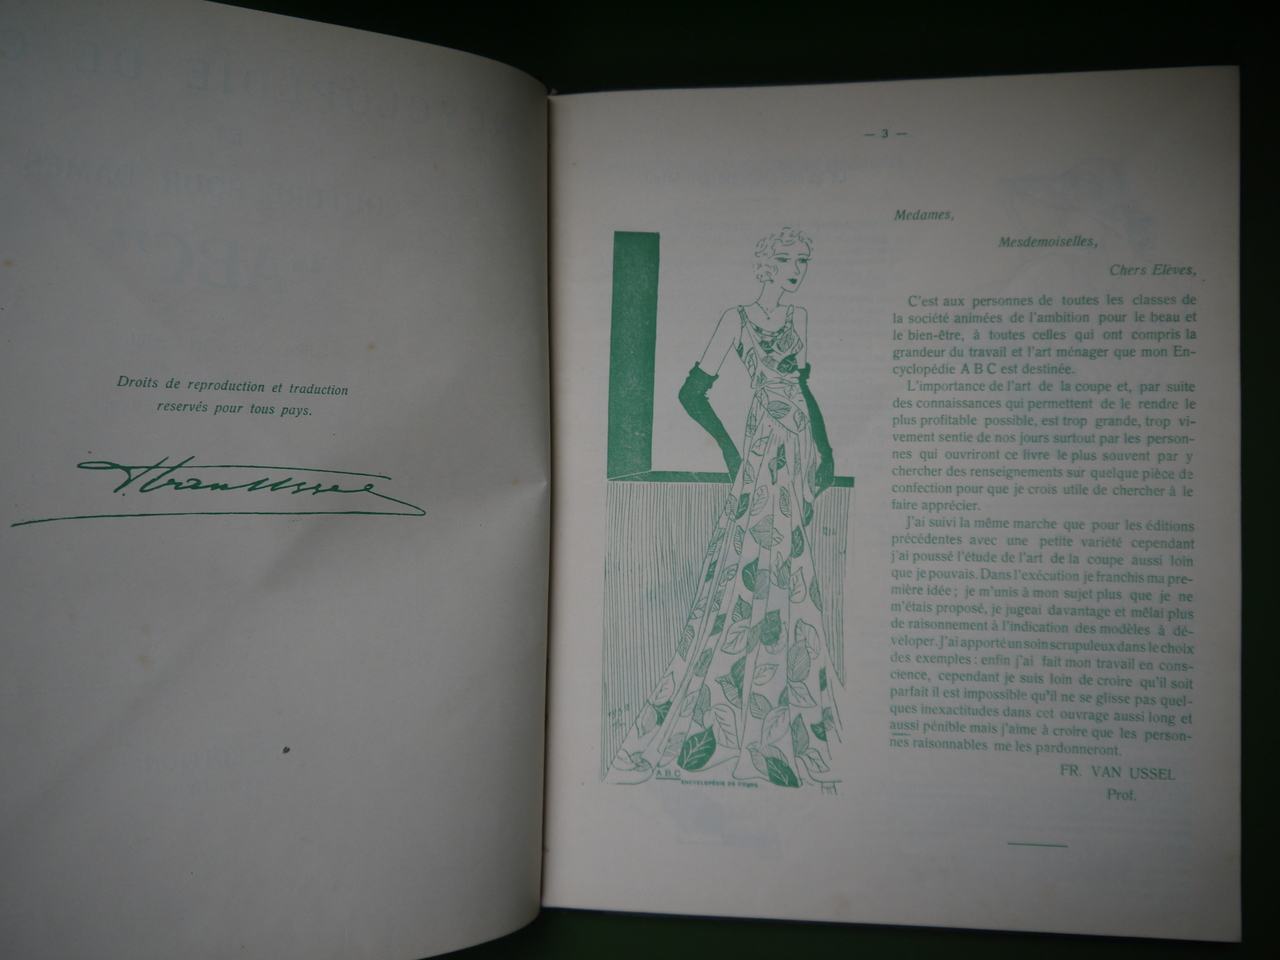 Droits de reproduction et traduction
reservés pour tous pays.
— 3 —
Medames,
Mesdemoiselles,
Chers Elèves,
C'est aux personnes de toutes les classes de
la société animées de l'ambition pour le beau et
le bien-être, à toutes celles qui ont compris la
grandeur du travail et l'art ménager que mon En-
cyclopédie A B C est destinée.
L'importance de l'art de la coupe et, par suite
des connaissances qui permettent de le rendre le
plus profitable possible, est trop grande, trop vi-
vement sentie de nos jours surtout par les person-
nes qui ouvriront ce livre le plus souvent par y
chercher des renseignements sur quelque pièce de
confection pour que je crois utile de chercher à le
faire apprécier.
J'ai suivi la même marche que pour les éditions
précédentes avec une petite variété cependant
j'ai poussé l'étude de l'art de la coupe aussi loin
que je pouvais. Dans l'exécution je franchis ma pre-
mière idée ; je m'unis à mon sujet plus que je ne
m'étais proposé, je jugeai davantage et mêlai plus
de raisonnement à l'indication des modèles à dé-
veloper. J'ai apporté un soin scrupuleux dans le choix
des exemples : enfin j'ai fait mon travail en cons-
cience, cependant je suis loin de croire qu'il soit
parfait il est impossible qu'il ne se glisse pas quel-
ques inexactitudes dans cet ouvrage aussi long et
aussi pénible mais j'aime à croire que les person-
nes raisonnables me les pardonneront.
FR. VAN USSEL
Prof.
A B C
ENCYCLOPÉDIE DE COUPE